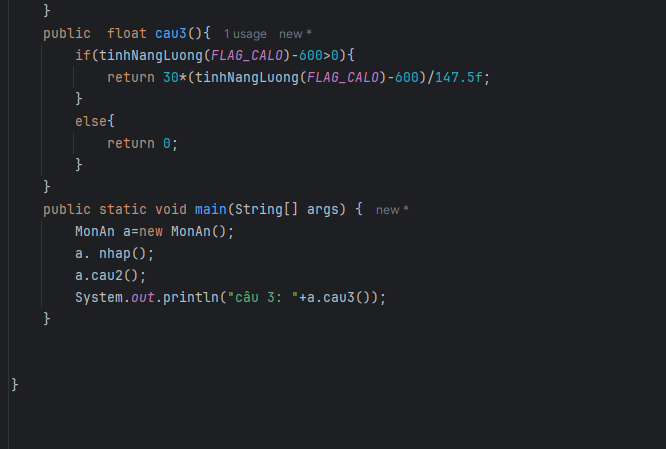 }
public  float cau3(){   1 usage   new *
    if(tinhNangLuong(FLAG_CALO)-600>0){
        return 30*(tinhNangLuong(FLAG_CALO)-600)/147.5f;
    }
    else{
        return 0;
    }
}
public static void main(String[] args) {   new *
    MonAn a=new MonAn();
    a. nhap();
    a.cau2();
    System.out.println("câu 3: "+a.cau3());
}
}